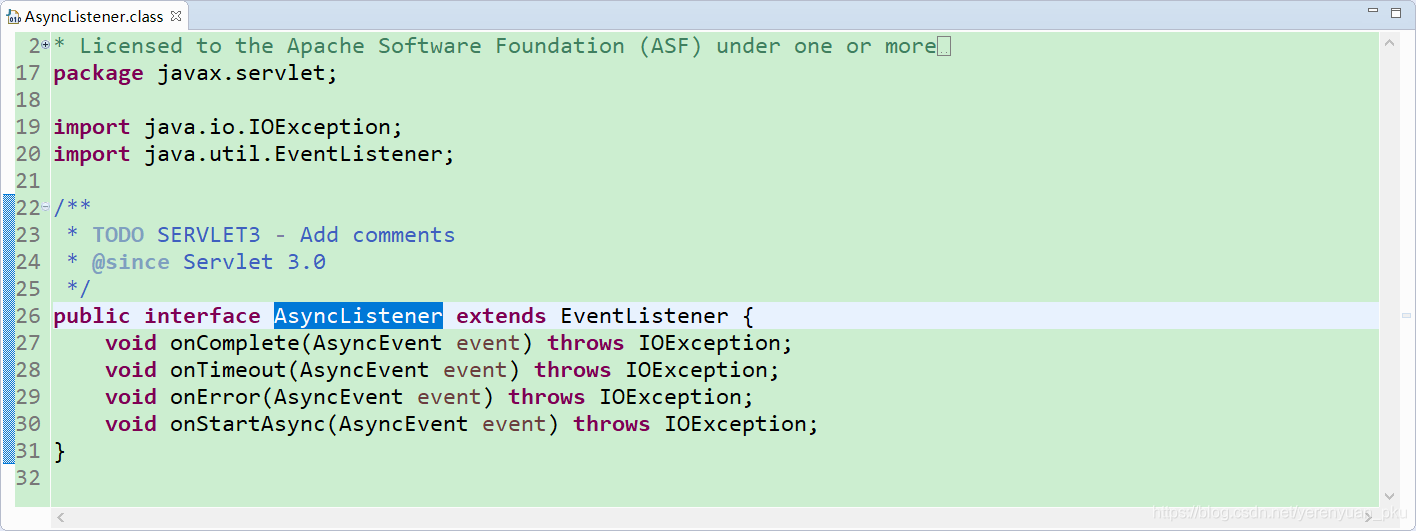 AsyncListener.class
2 * Licensed to the Apache Software Foundation (ASF) under one or more
17 package javax.servlet;
18
19 import java.io.IOException;
20 import java.util.EventListener;
21
22 /**
23  * TODO SERVLET3 - Add comments
24  * @since Servlet 3.0
25  */
26 public interface AsyncListener extends EventListener {
27     void onComplete(AsyncEvent event) throws IOException;
28     void onTimeout(AsyncEvent event) throws IOException;
29     void onError(AsyncEvent event) throws IOException;
30     void onStartAsync(AsyncEvent event) throws IOException;
31 }
32
https://blog.csdn.net/yerenyuan_pku